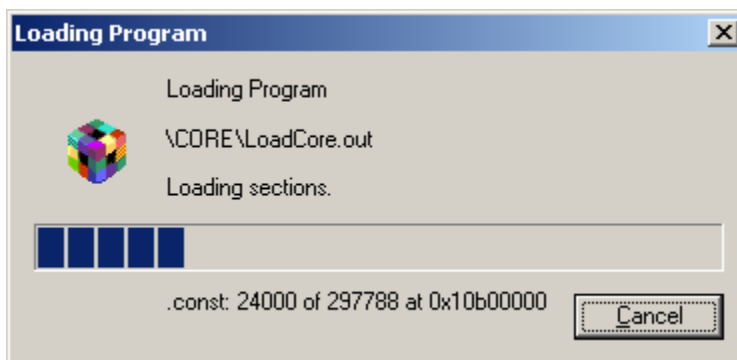 Loading Program
Loading Program
\CORE\LoadCore.out
Loading sections.
.const: 24000 of 297788 at 0x10b00000
Cancel